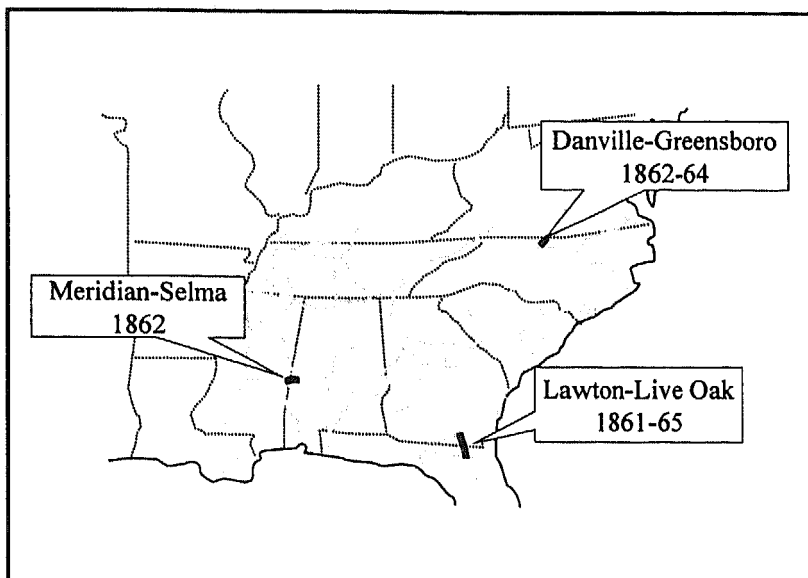 Danville-Greensboro
1862-64
Meridian-Selma
1862
Lawton-Live Oak
1861-65